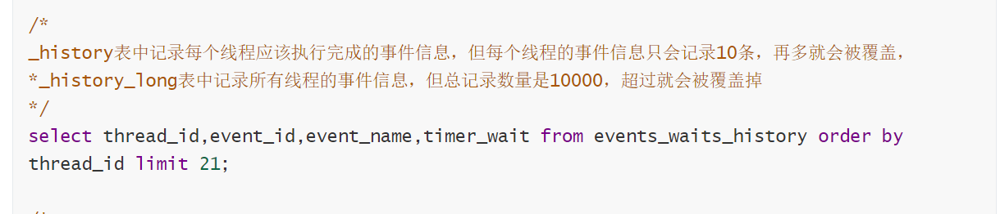 /*
_history表中记录每个线程应该执行完成的事件信息，但每个线程的事件信息只会记录10条，再多就会被覆盖，
*_history_long表中记录所有线程的事件信息，但总记录数量是10000，超过就会被覆盖掉
*/
select thread_id,event_id,event_name,timer_wait from events_waits_history order by
thread_id limit 21;